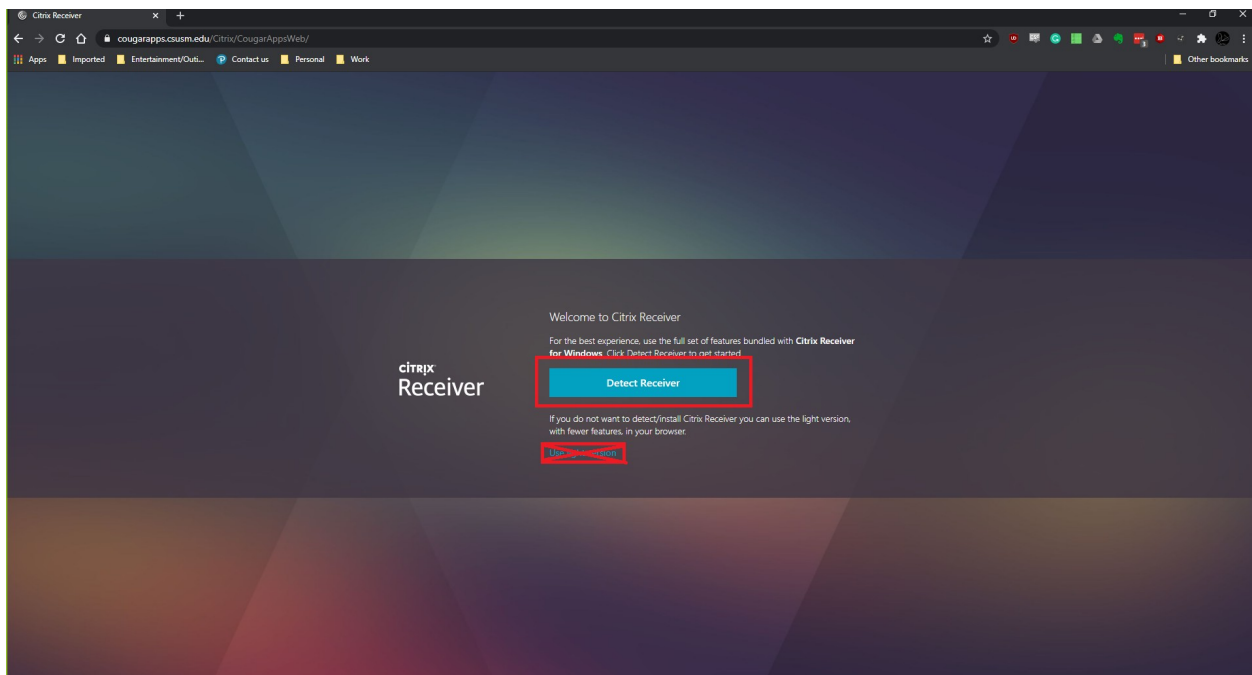 Citrix Receiver
cougarapps.csusm.edu/Citrix/CougarAppsWeb/
Apps Imported Entertainment/Outi... Contact us Personal Work Other bookmarks
Welcome to Citrix Receiver
For the best experience, use the full set of features bundled with Citrix Receiver
for Windows. Click Detect Receiver to get started
citrix
Receiver
Detect Receiver
If you do not want to detect/install Citrix Receiver you can use the light version,
with fewer features, in your browser.
Use version